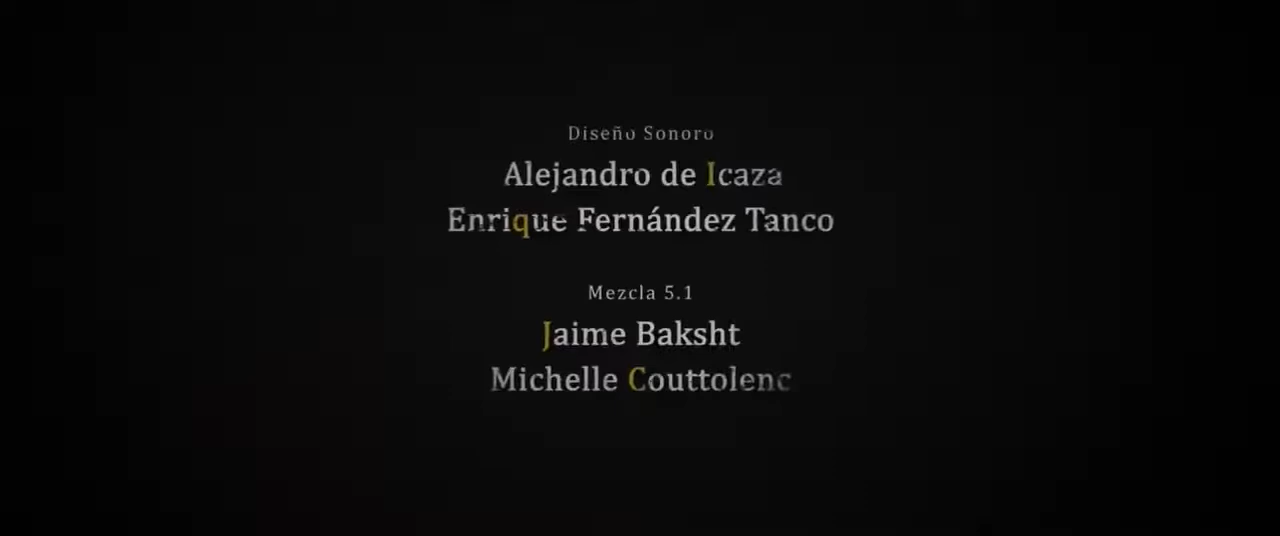 Diseño Sonoro
Alejandro de Icaza
Enrique Fernández Tanco
Mezcla 5.1
Jaime Baksht
Michelle Couttolenc